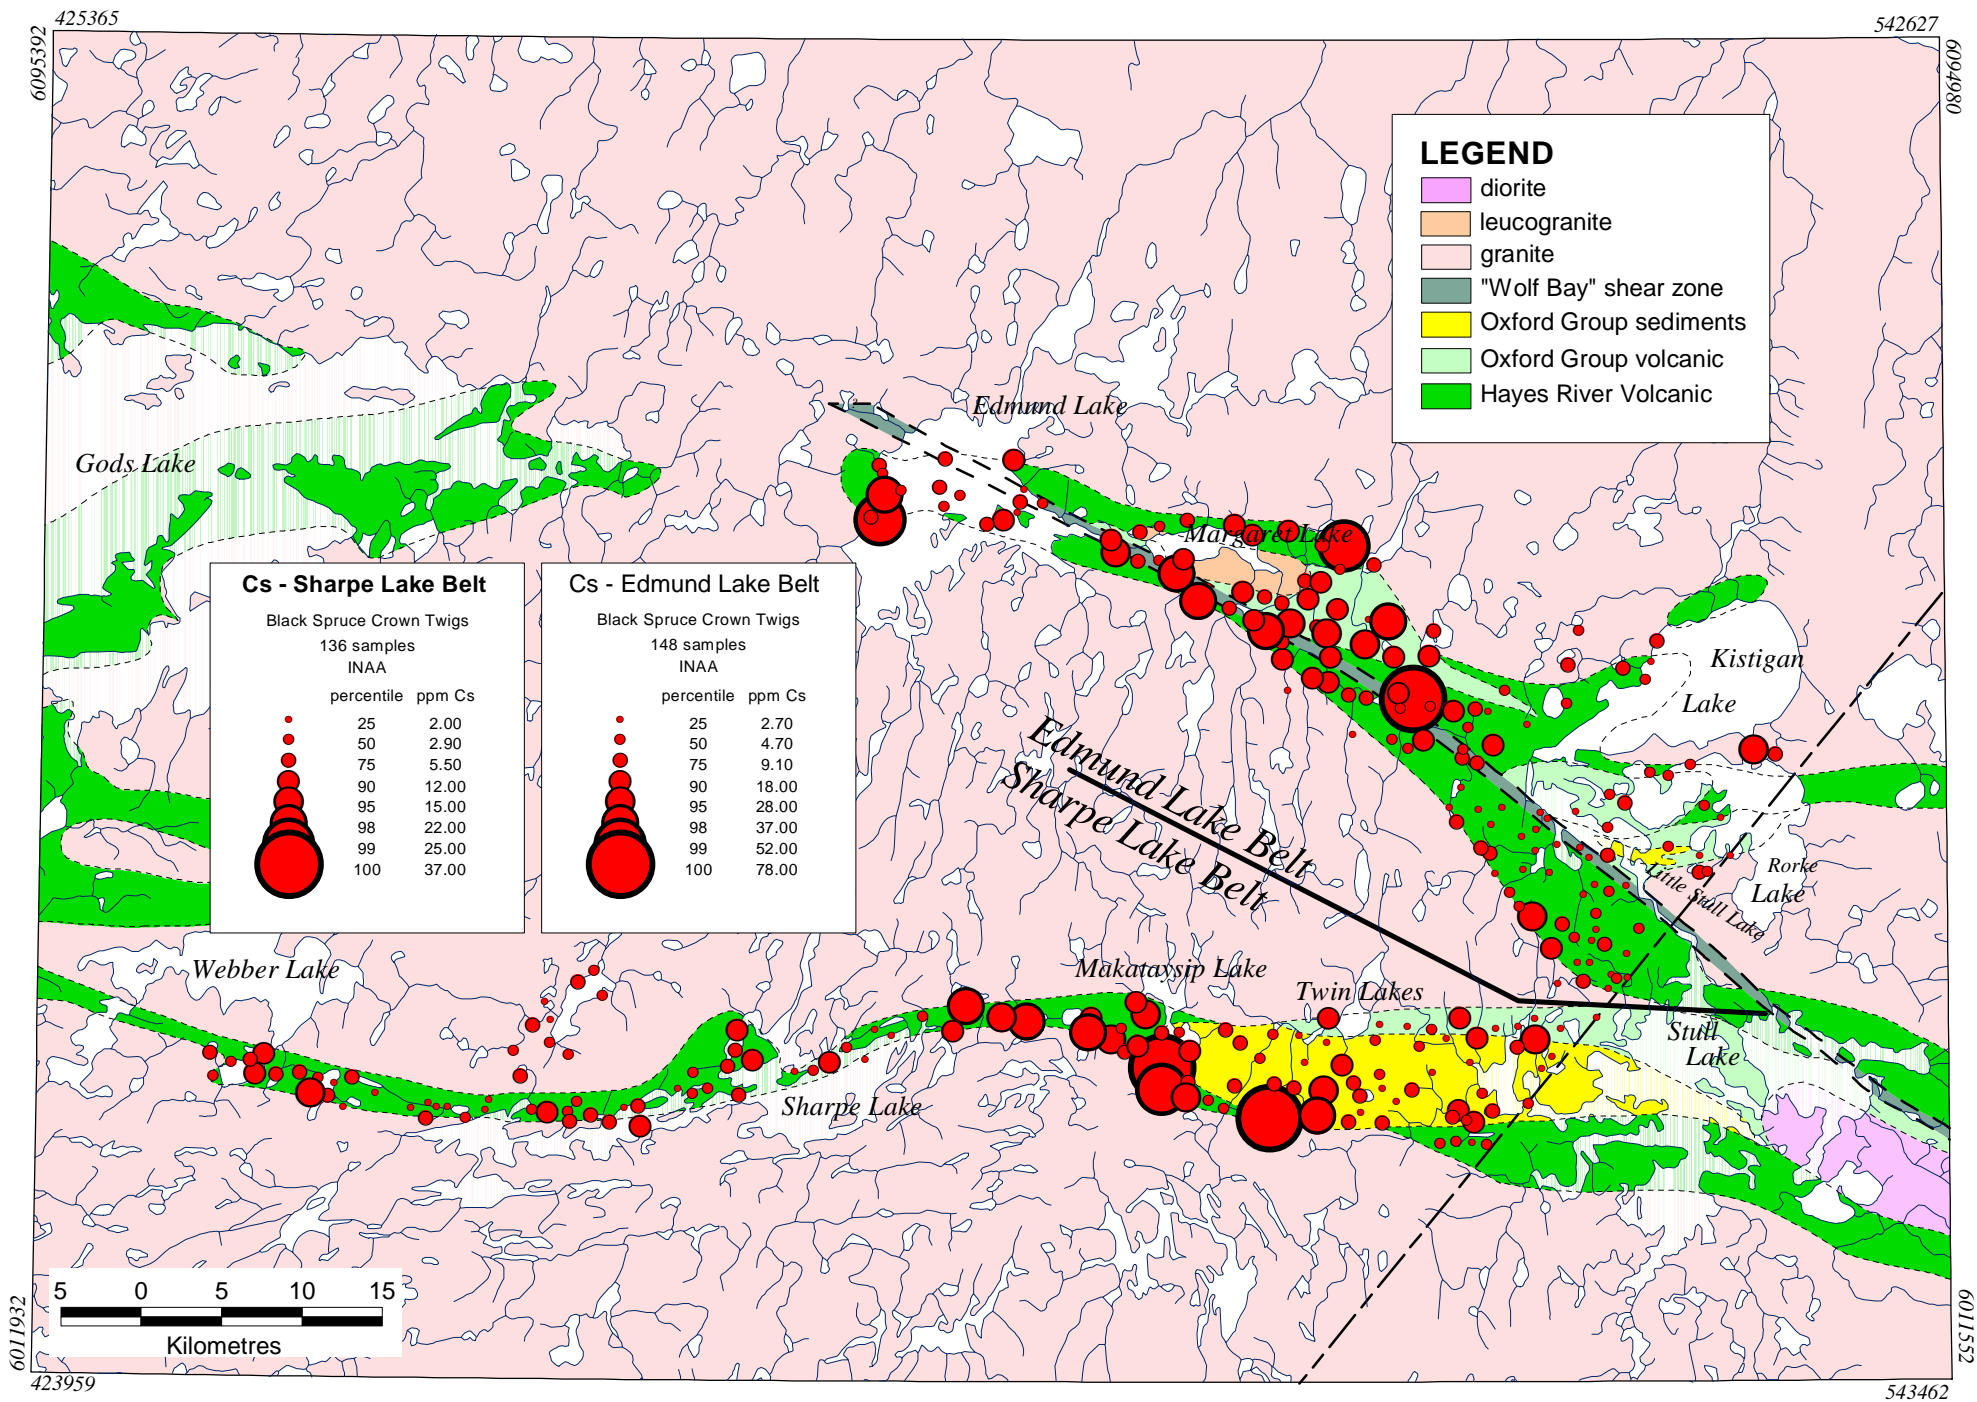 425365
542627
6095392
6094980
LEGEND
diorite
leucogranite
granite
"Wolf Bay" shear zone
Oxford Group sediments
Oxford Group volcanic
Hayes River Volcanic
Edmund Lake
Gods Lake
Margaret Lake
Cs - Sharpe Lake Belt
Black Spruce Crown Twigs
136 samples
INAA
percentile ppm Cs
25 2.00
50 2.90
75 5.50
90 12.00
95 15.00
98 22.00
99 25.00
100 37.00
Cs - Edmund Lake Belt
Black Spruce Crown Twigs
148 samples
INAA
percentile ppm Cs
25 2.70
50 4.70
75 9.10
90 18.00
95 28.00
98 37.00
99 52.00
100 78.00
Kistigan
Lake
Edmund Lake Belt
Sharpe Lake Belt
Rorke
Lake
Little Stull Lake
Webber Lake
Makataysip Lake
Twin Lakes
Stull
Lake
Sharpe Lake
5 0 5 10 15
Kilometres
6011932
6011552
423959
543462